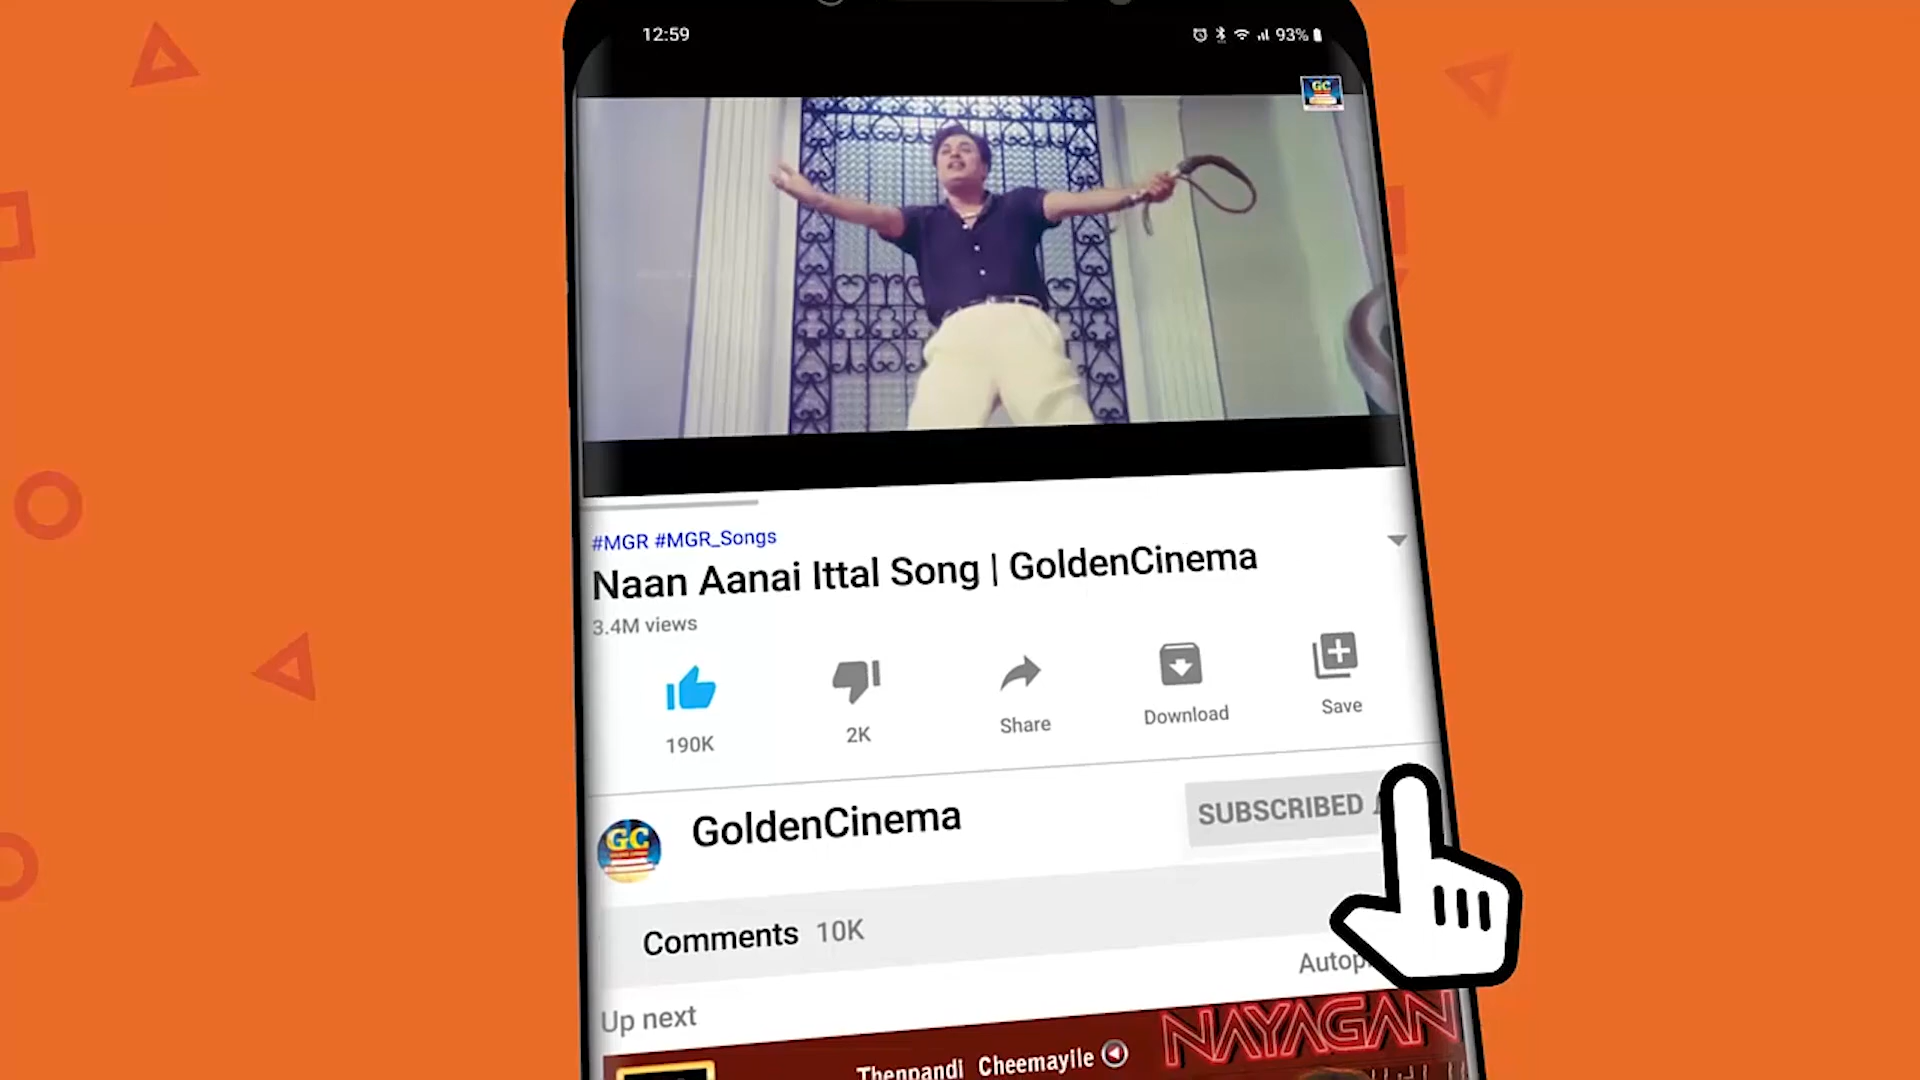 12:59
93%
GC
#MGR #MGR_Songs
Naan Aanai Ittal Song | GoldenCinema
3.4M views
190K
2K
Share
Download
Save
GC
GoldenCinema
SUBSCRIBED
Comments 10K
Up next
NAYAGAN
Thenpandi Cheemayile